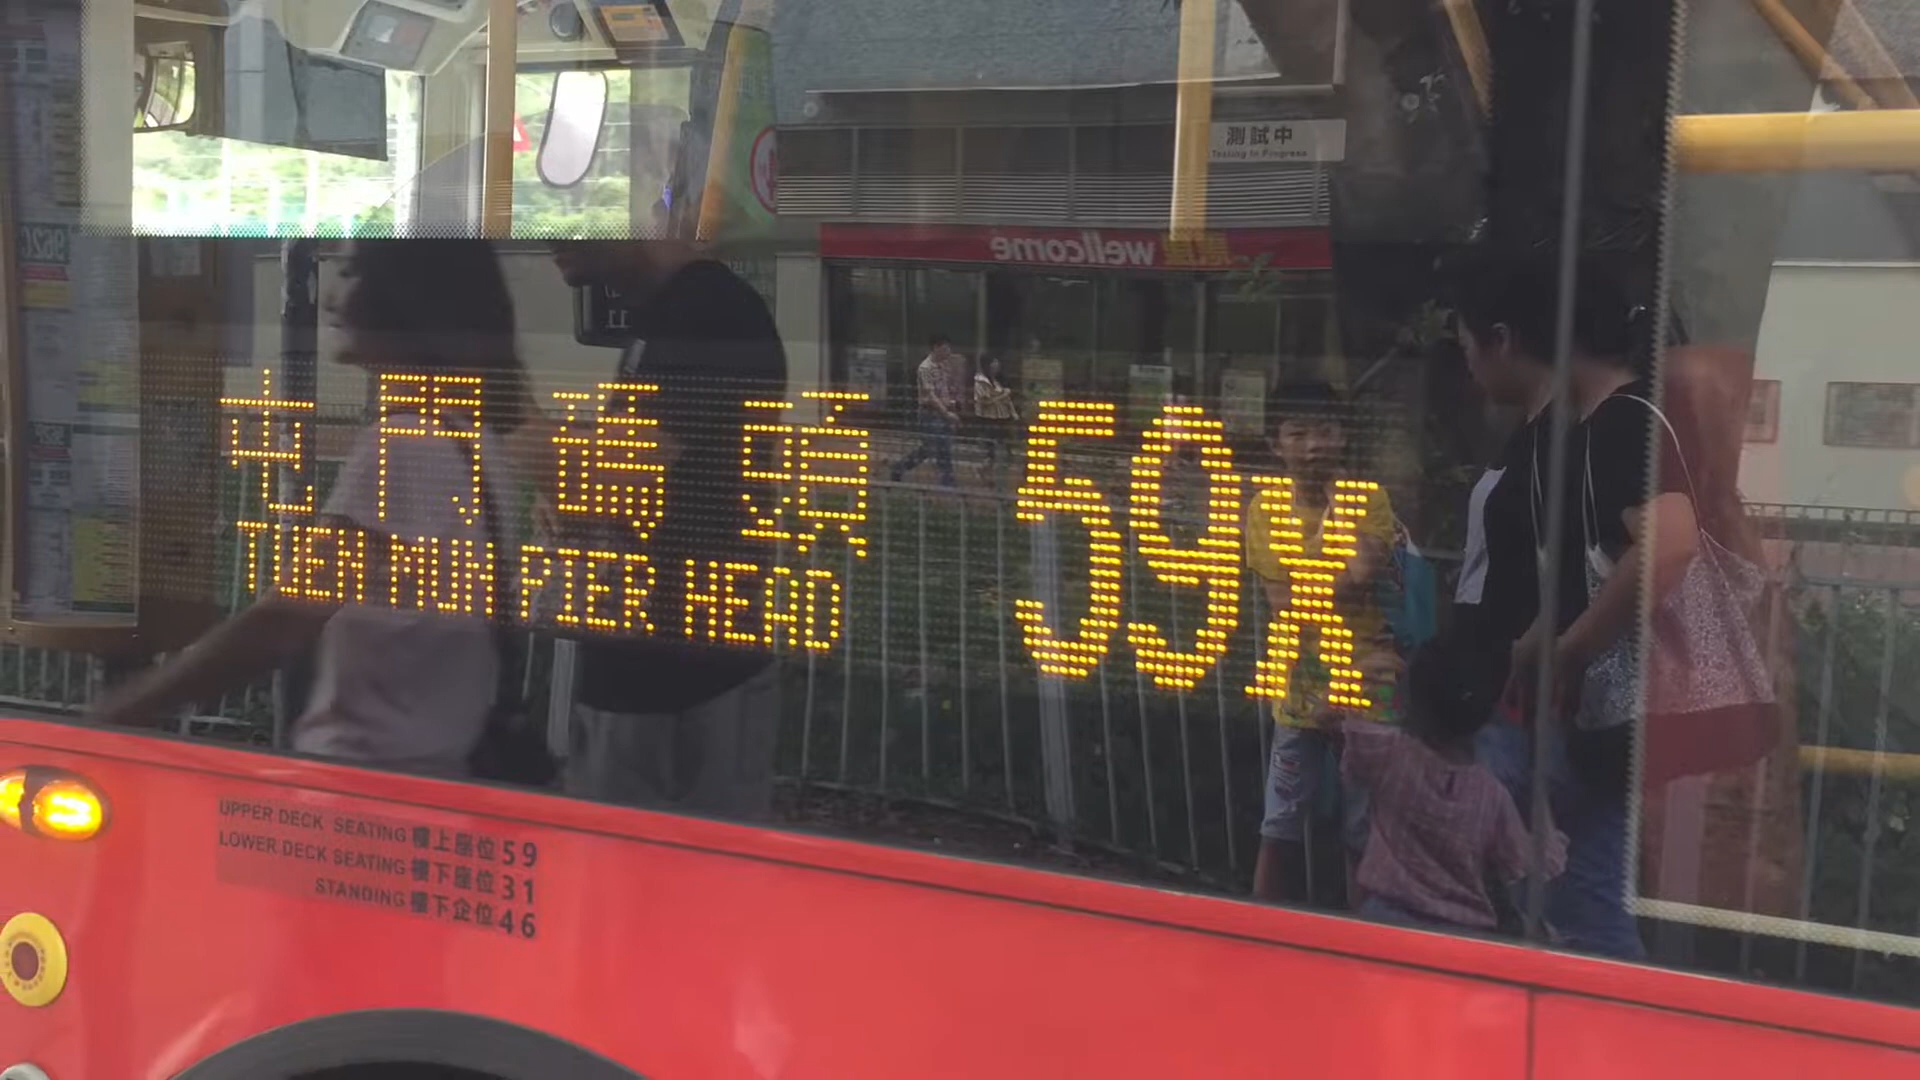 測試中
Testing In Progress
wellcome
962C
屯門碼頭 59X
TUEN MUN PIER HEAD
UPPER DECK SEATING 樓上座位 59
LOWER DECK SEATING 樓下座位 31
STANDING 樓下企位 46